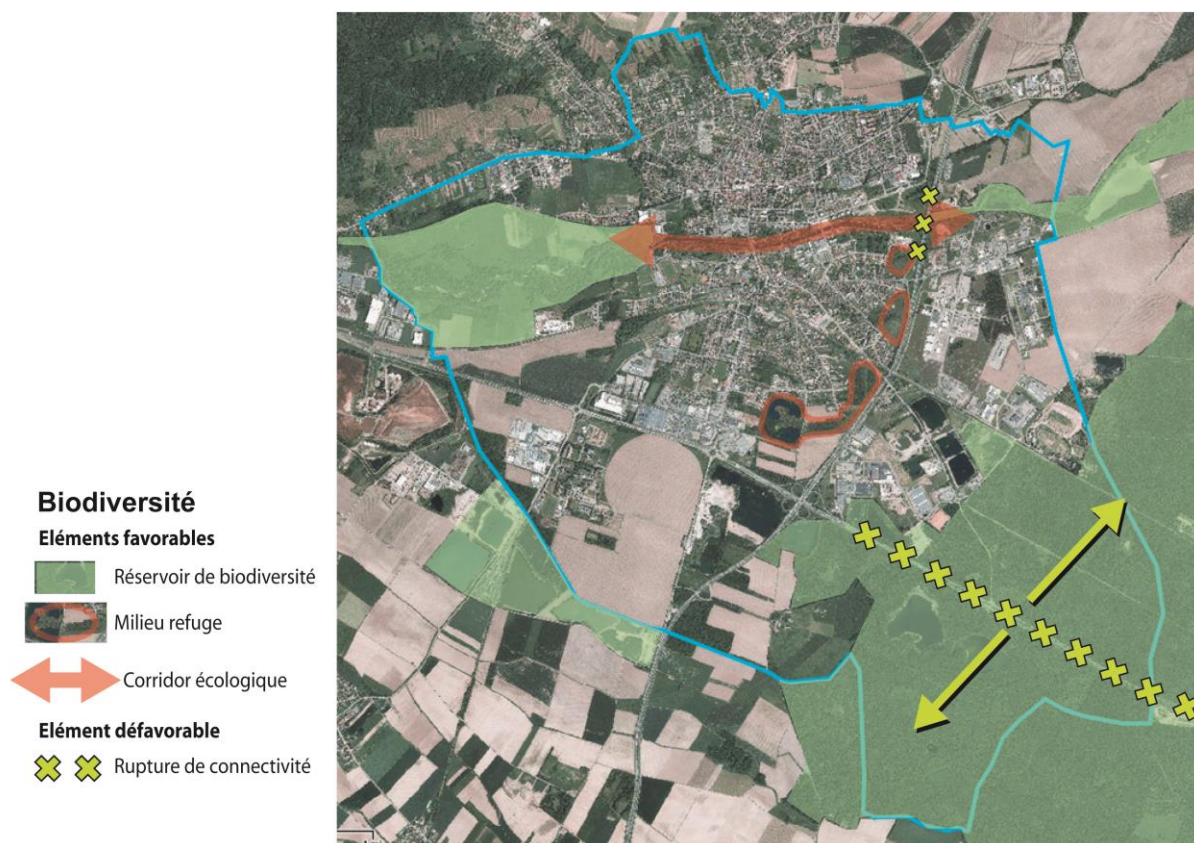 Biodiversité
Eléments favorables
Réservoir de biodiversité
Milieu refuge
Corridor écologique
Elément défavorable
Rupture de connectivité